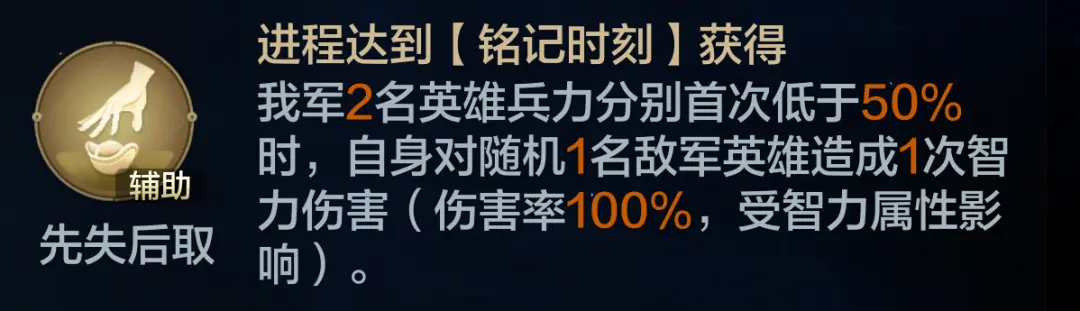 进程达到【铭记时刻】获得
我军2名英雄兵力分别首次低于50%
时，自身对随机1名敌军英雄造成1次智
力伤害（伤害率100%，受智力属性影
响）。
辅助
先失后取